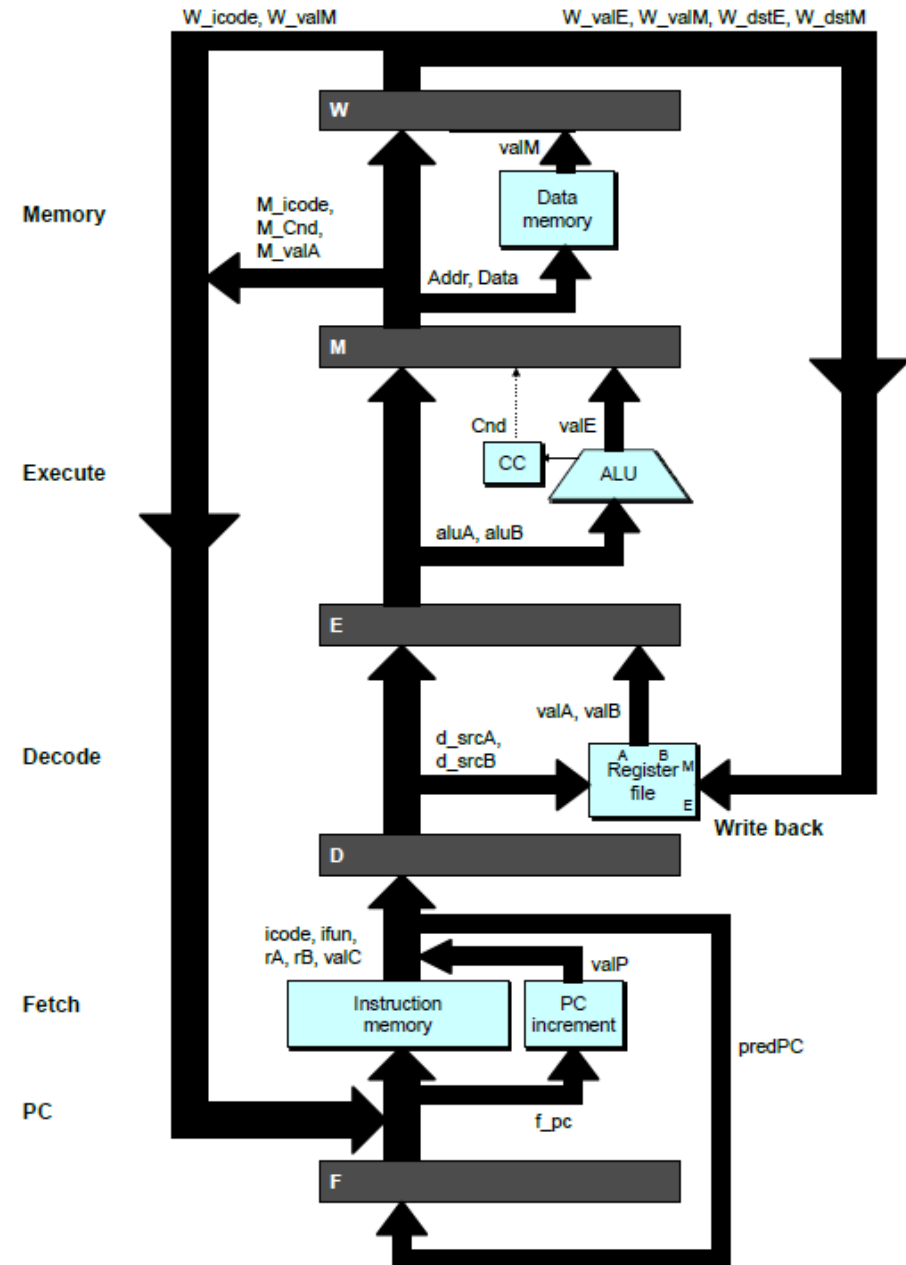 W_icode, W_valM
W_valE, W_valM, W_dstE, W_dstM
W
valM
Data
memory
Memory
M_icode,
M_Cnd,
M_valA
Addr, Data
M
Cnd
valE
CC
ALU
Execute
aluA, aluB
E
valA, valB
d_srcA,
d_srcB
Decode
A B
Register M
file
E
Write back
D
icode, ifun,
rA, rB, valC
valP
Fetch
Instruction
memory
PC
increment
predPC
PC
f_pc
F